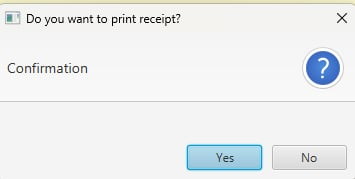 Do you want to print receipt?
Confirmation
?
Yes
No